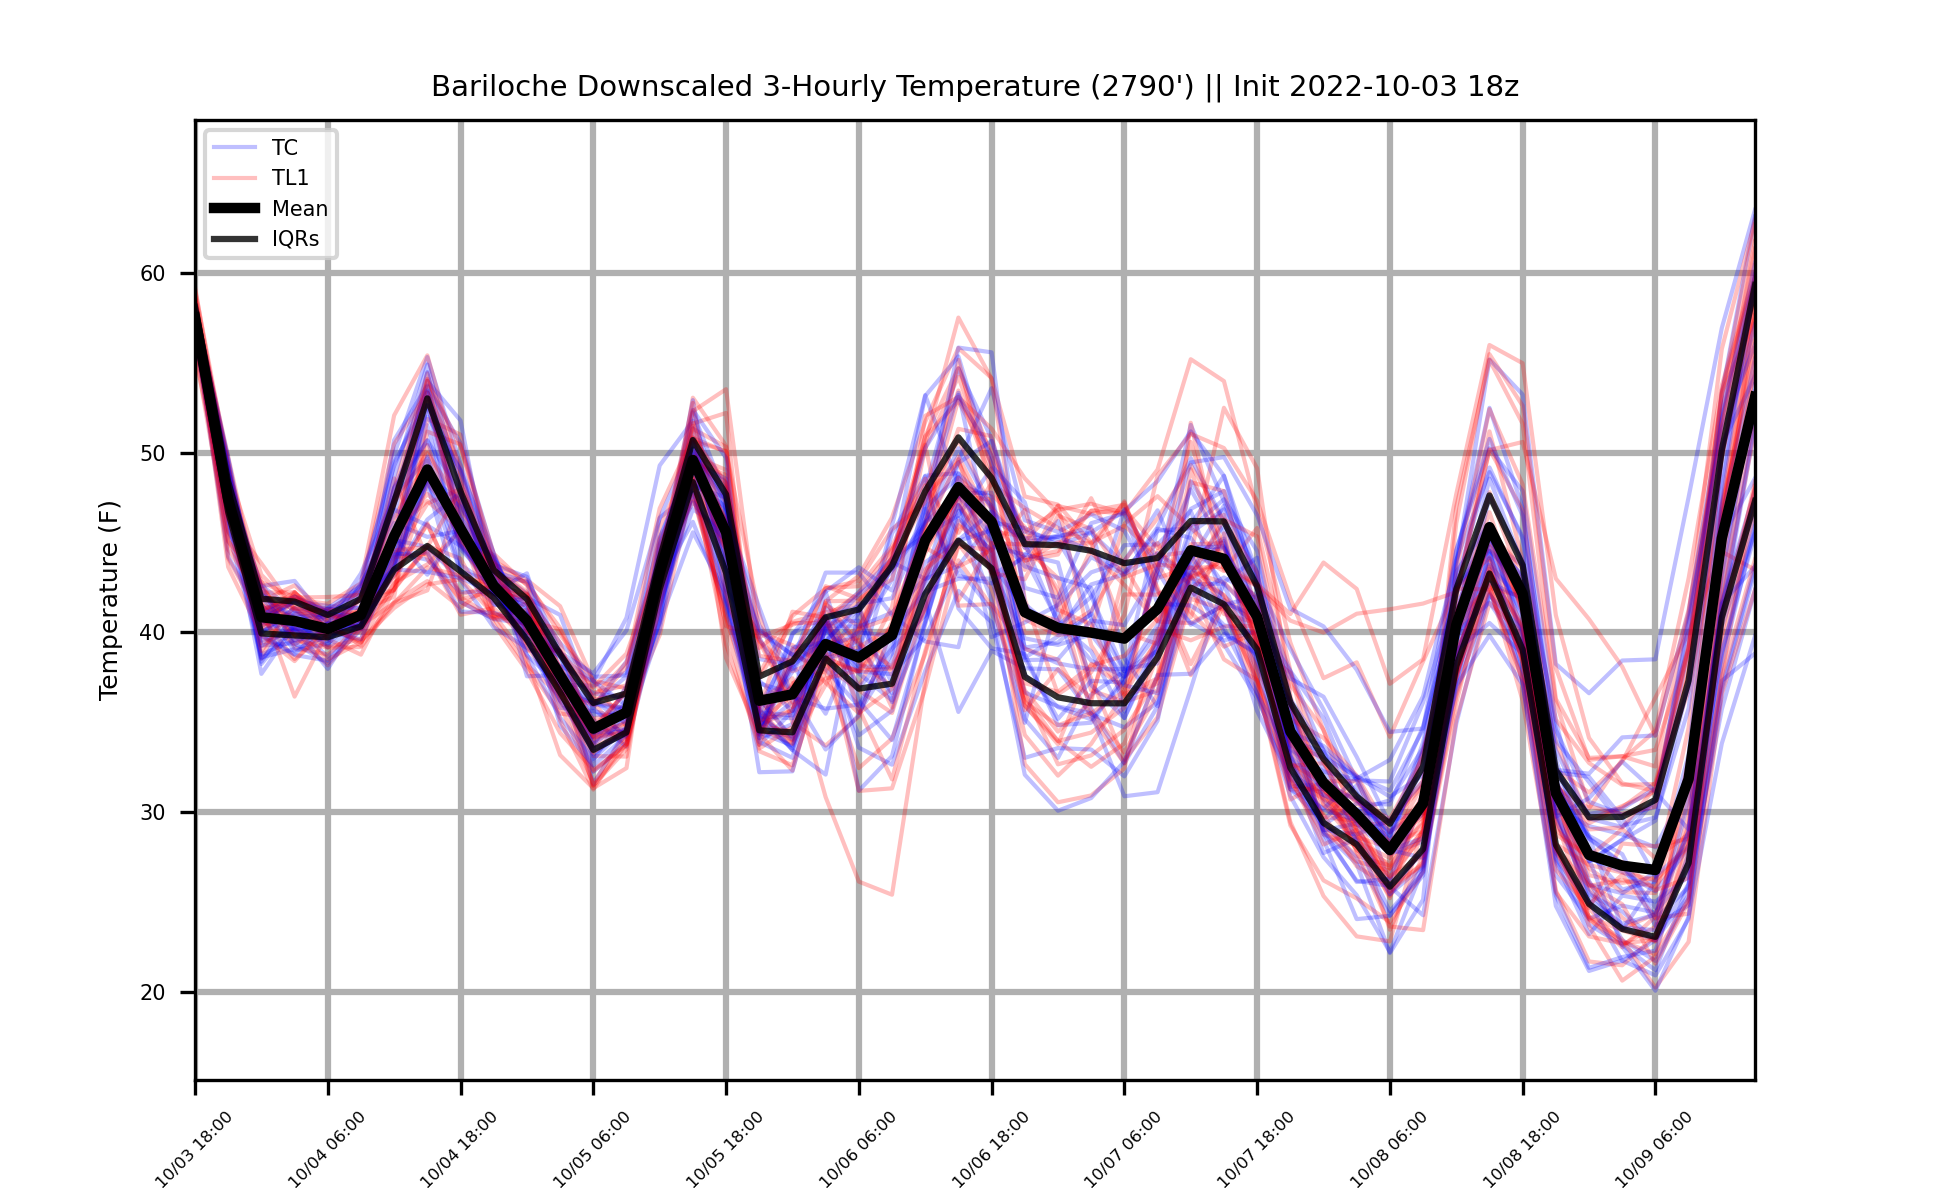 Bariloche Downscaled 3-Hourly Temperature (2790') || Init 2022-10-03 18z
TC
TL1
Mean
IQRs
Temperature (F)
60
50
40
30
20
10/03 18:00
10/04 06:00
10/04 18:00
10/05 06:00
10/05 18:00
10/06 06:00
10/06 18:00
10/07 06:00
10/07 18:00
10/08 06:00
10/08 18:00
10/09 06:00